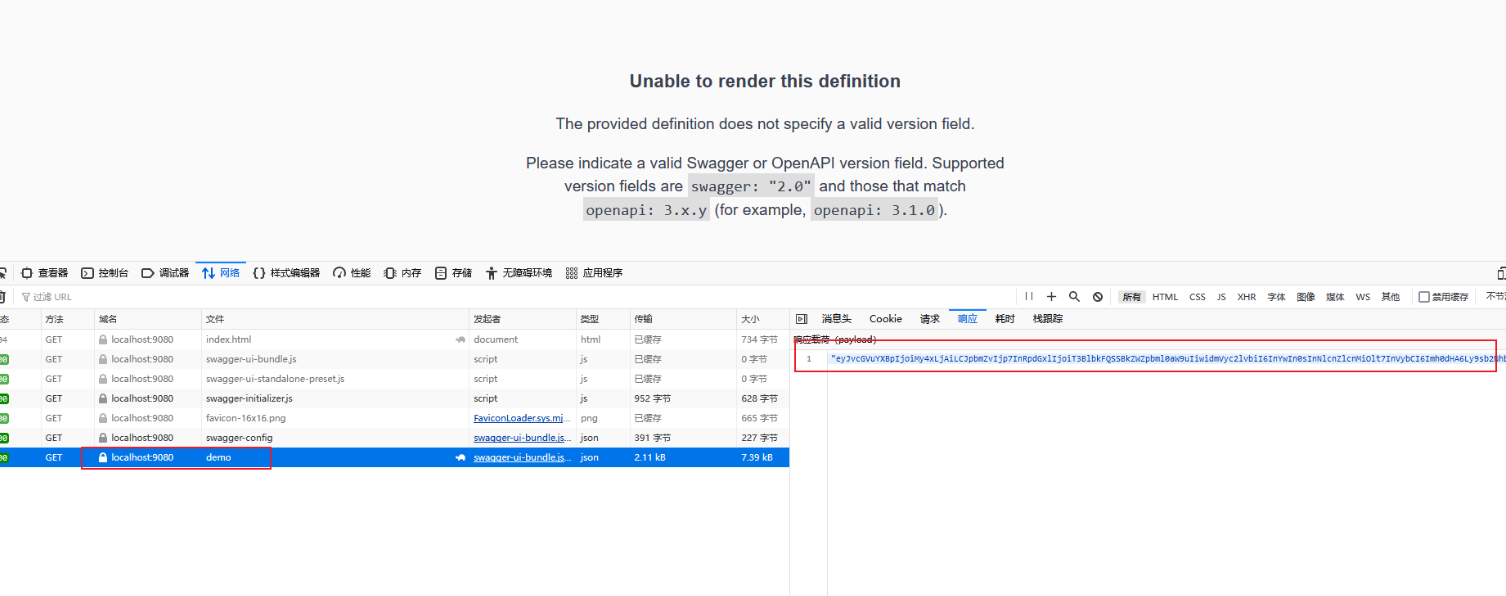 Unable to render this definition
The provided definition does not specify a valid version field.
Please indicate a valid Swagger or OpenAPI version field. Supported
version fields are swagger: "2.0" and those that match
openapi: 3.x.y (for example, openapi: 3.1.0).
查看器 控制台 调试器 网络 {} 样式编辑器 性能 内存 存储 无障碍环境 应用程序
过滤 URL
所有 HTML CSS JS XHR 字体 图像 媒体 WS 其他 禁用缓存
方法 域名 文件 发起者 类型 传输 大小 消息头 Cookie 请求 响应 耗时 栈跟踪
GET localhost:9080 index.html document html 已缓存 734 字节
响应载荷 (payload)
GET localhost:9080 swagger-ui-bundle.js script js 已缓存 0 字节
1
GET localhost:9080 swagger-ui-standalone-preset.js script js 已缓存 0 字节
GET localhost:9080 swagger-initializer.js script js 952 字节 628 字节
GET localhost:9080 favicon-16x16.png FaviconLoader.sys.mj... png 已缓存 665 字节
GET localhost:9080 swagger-config swagger-ui-bundle.js... json 391 字节 227 字节
GET localhost:9080 demo swagger-ui-bundle.js... json 2.11 kB 7.39 kB